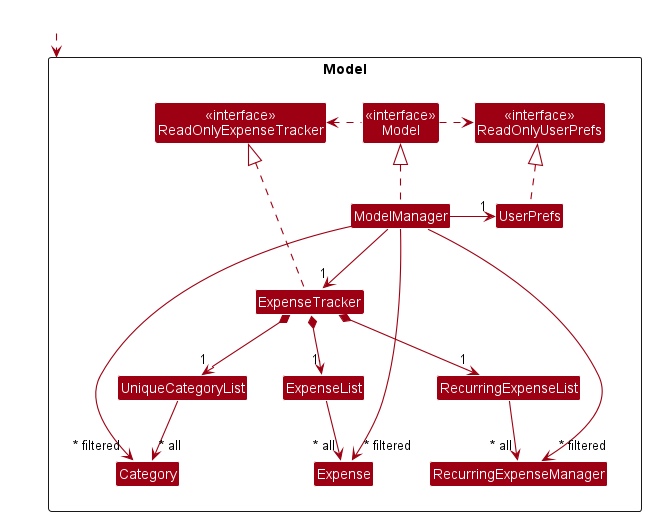 Model
«interface»
ReadOnlyExpenseTracker
«interface»
Model
«interface»
ReadOnlyUserPrefs
ModelManager
1
UserPrefs
1
ExpenseTracker
1
1
1
UniqueCategoryList
ExpenseList
RecurringExpenseList
* filtered
* all
* all
* filtered
* all
* filtered
Category
Expense
RecurringExpenseManager